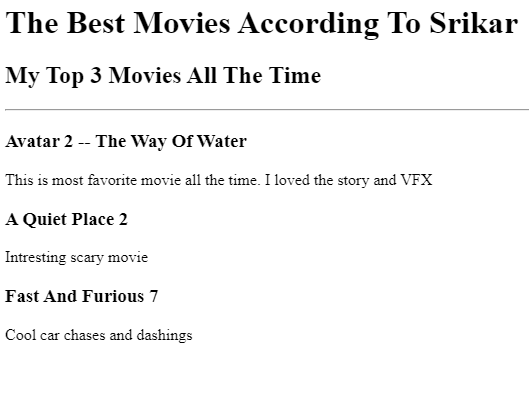 The Best Movies According To Srikar
My Top 3 Movies All The Time
Avatar 2 -- The Way Of Water
This is most favorite movie all the time. I loved the story and VFX
A Quiet Place 2
Intresting scary movie
Fast And Furious 7
Cool car chases and dashings